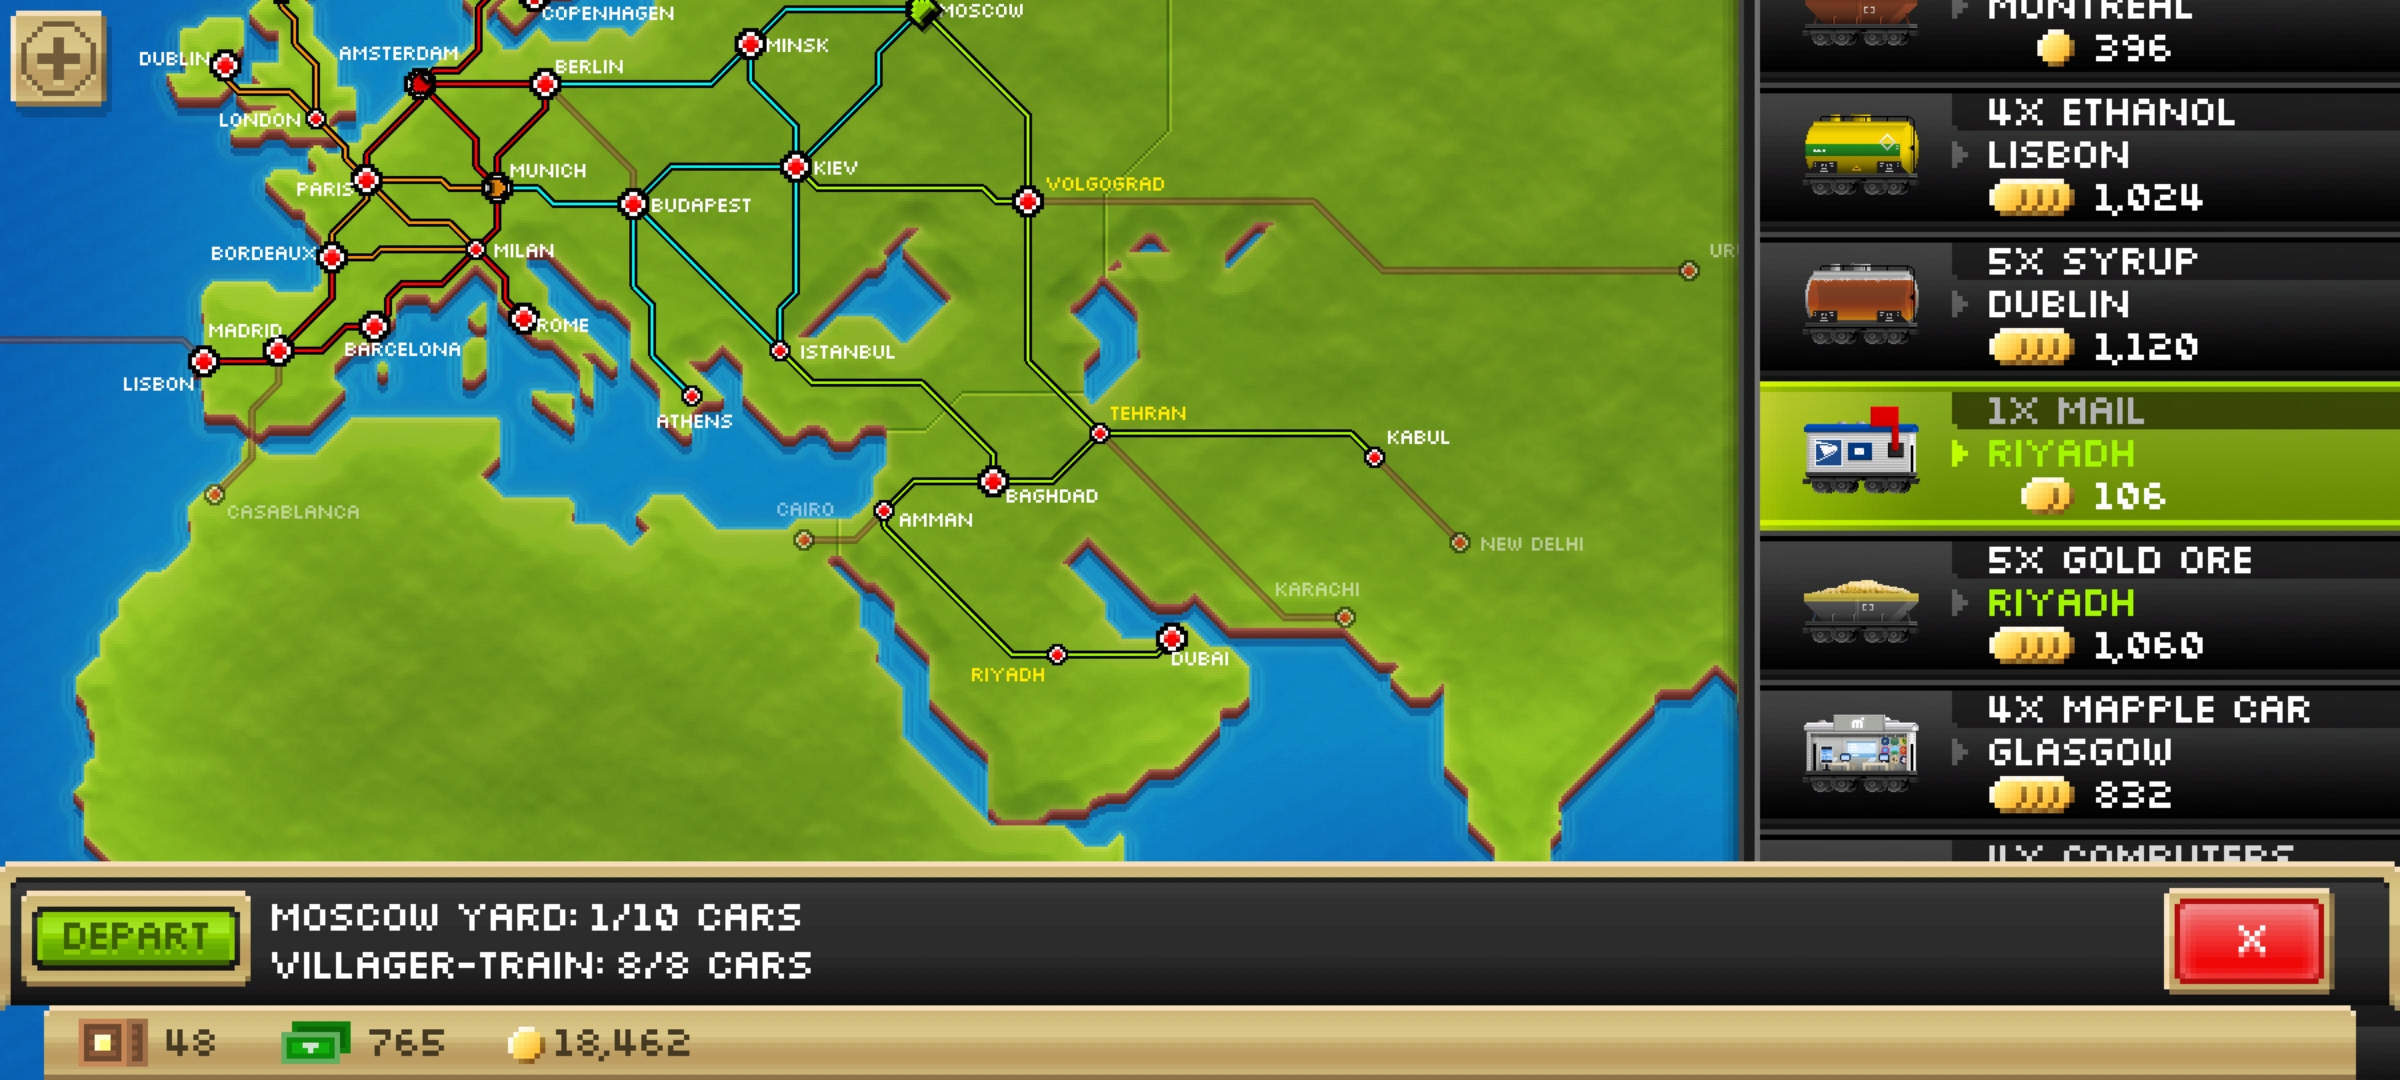 COPENHAGEN
MOSCOW
DUBLIN
AMSTERDAM
MINSK
BERLIN
LONDON
MUNICH
KIEV
PARIS
VOLGOGRAD
BUDAPEST
BORDEAUX
MILAN
MADRID
ROME
BARCELONA
ISTANBUL
LISBON
ATHENS
TEHRAN
KABUL
CASABLANCA
CAIRO
AMMAN
BAGHDAD
NEW DELHI
KARACHI
RIYADH
DUBAI
MONTREAL
396
4X ETHANOL
LISBON
1,024
5X SYRUP
DUBLIN
1,120
1X MAIL
RIYADH
106
5X GOLD ORE
RIYADH
1,060
4X MAPPLE CAR
GLASGOW
832
4X COMPUTERS
DEPART
MOSCOW YARD: 1/10 CARS
VILLAGER-TRAIN: 8/8 CARS
X
48
765
18,462